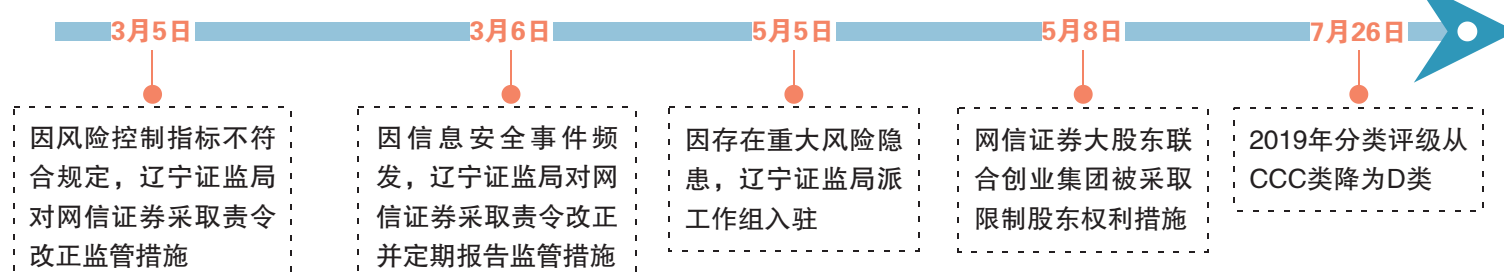 3月5日
3月6日
5月5日
5月8日
7月26日
因风险控制指标不符
合规定，辽宁证监局
对网信证券采取责令
改正监管措施
因信息安全事件频
发，辽宁证监局对网
信证券采取责令改正
并定期报告监管措施
因存在重大风险隐
患，辽宁证监局派
工作组入驻
网信证券大股东联
合创业集团被采取
限制股东权利措施
2019年分类评级从
CCC类降为D类